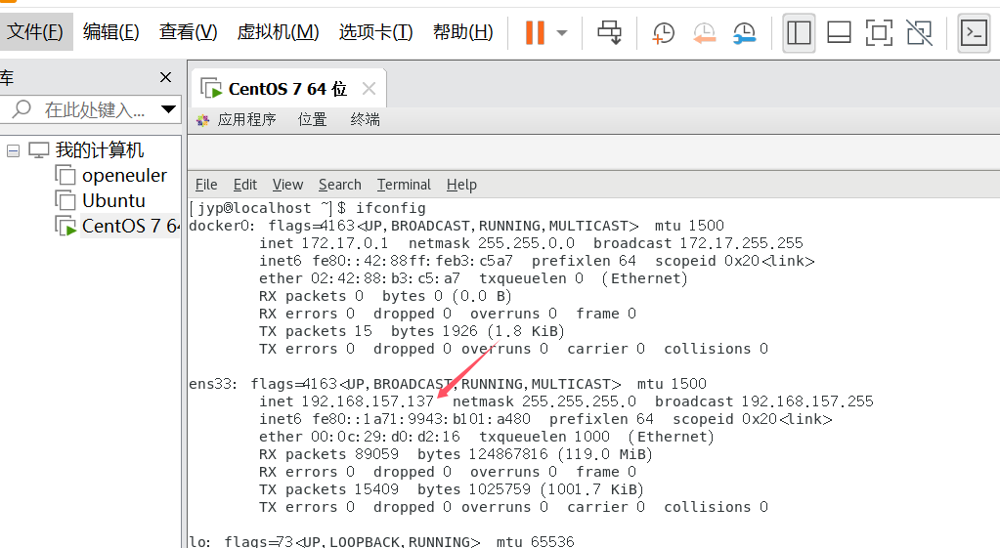 文件(F) 编辑(E) 查看(V) 虚拟机(M) 选项卡(T) 帮助(H)
库
在此处键入...
我的计算机
openeuler
Ubuntu
CentOS 7 64
CentOS 7 64 位
应用程序 位置 终端
File Edit View Search Terminal Help
[jyp@localhost ~]$ ifconfig
docker0: flags=4163<UP,BROADCAST,RUNNING,MULTICAST> mtu 1500
inet 172.17.0.1 netmask 255.255.0.0 broadcast 172.17.255.255
inet6 fe80::42:88ff:feb3:c5a7 prefixlen 64 scopeid 0x20<link>
ether 02:42:88:b3:c5:a7 txqueuelen 0 (Ethernet)
RX packets 0 bytes 0 (0.0 B)
RX errors 0 dropped 0 overruns 0 frame 0
TX packets 15 bytes 1926 (1.8 KiB)
TX errors 0 dropped 0 overruns 0 carrier 0 collisions 0
ens33: flags=4163<UP,BROADCAST,RUNNING,MULTICAST> mtu 1500
inet 192.168.157.137 netmask 255.255.255.0 broadcast 192.168.157.255
inet6 fe80::1a71:9943:b101:a480 prefixlen 64 scopeid 0x20<link>
ether 00:0c:29:d0:d2:16 txqueuelen 1000 (Ethernet)
RX packets 89059 bytes 124867816 (119.0 MiB)
RX errors 0 dropped 0 overruns 0 frame 0
TX packets 15409 bytes 1025759 (1001.7 KiB)
TX errors 0 dropped 0 overruns 0 carrier 0 collisions 0
lo: flags=73<UP,LOOPBACK,RUNNING> mtu 65536